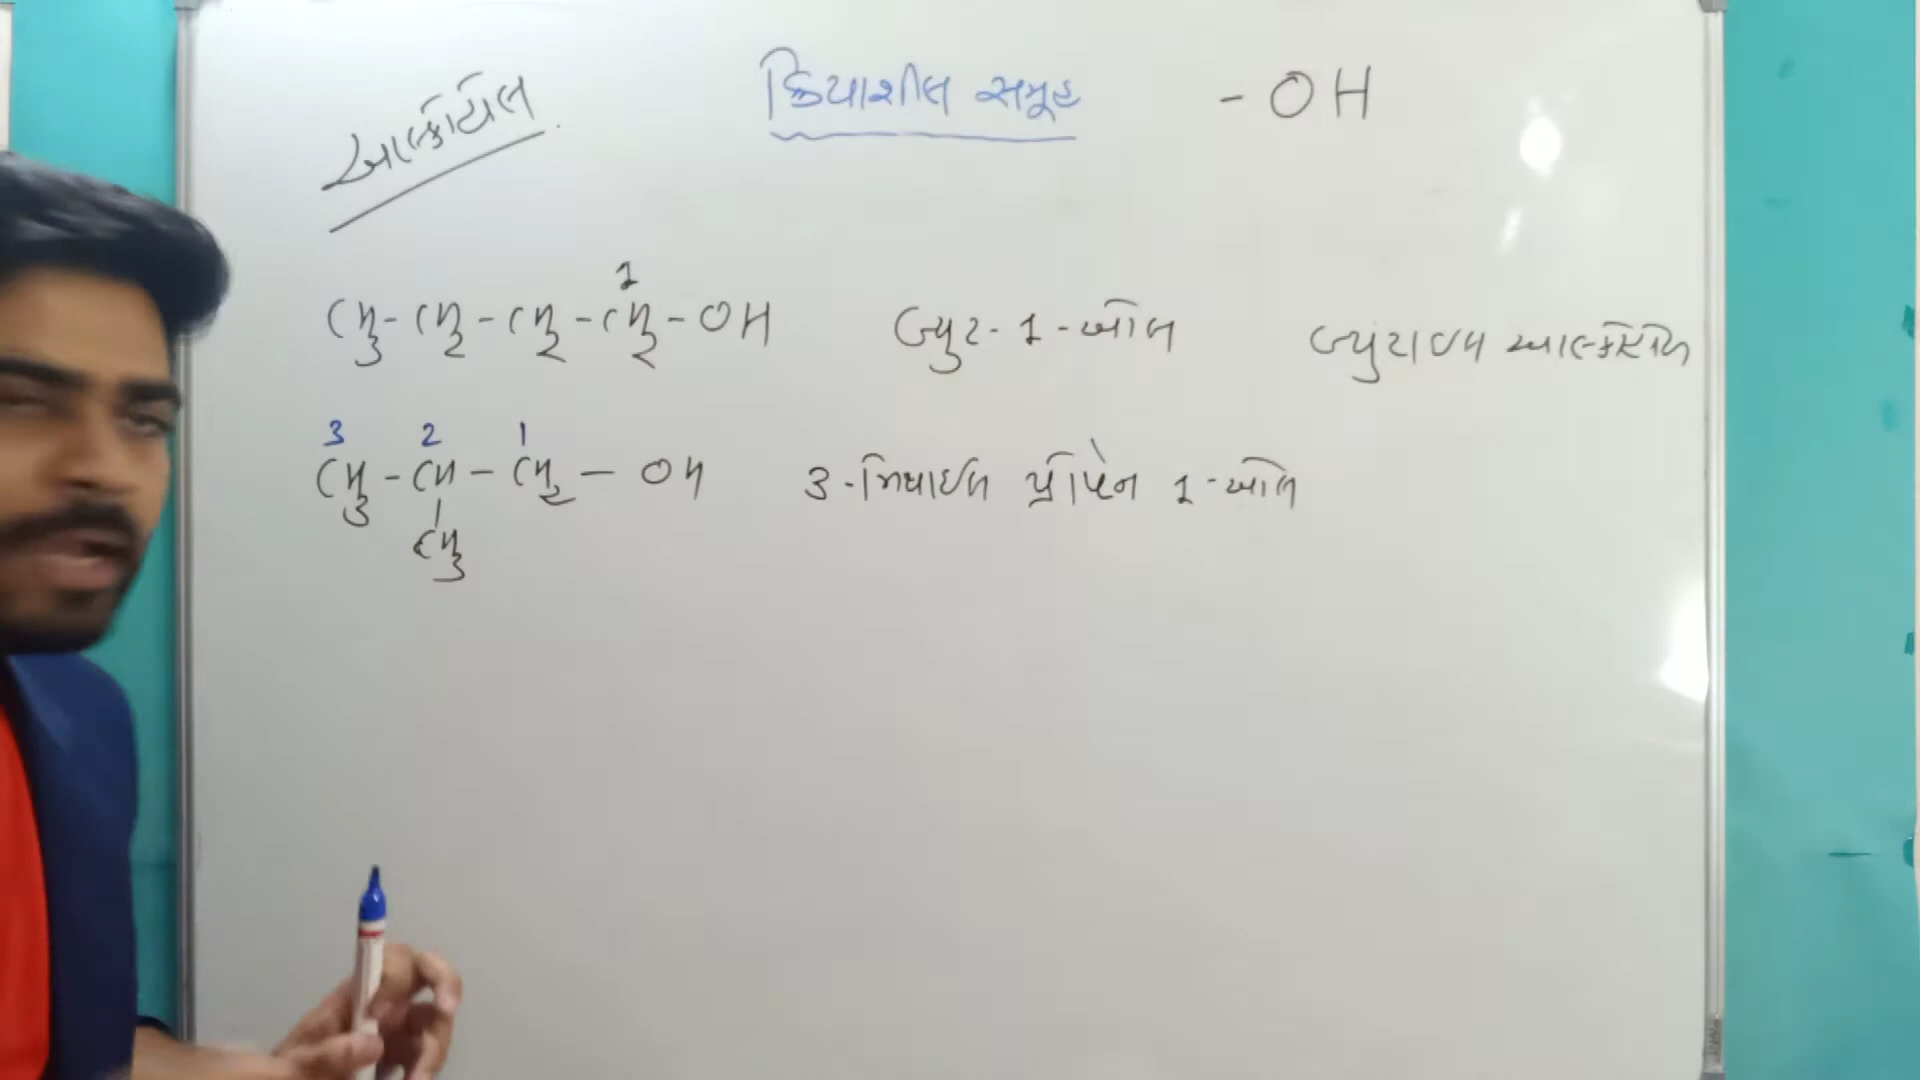 આલ્કોહોલ
ક્રિયાશીલ સમૂહ - OH
1
CH3 - CH2 - CH2 - CH2 - OH બ્યુટ - 1 - ઓલ બ્યુટાઇલ આલ્કોહોલ
3 2 1
CH3 - CH - CH2 - OH 3 - મિથાઈલ પ્રોપેન 1 - ઓલ
|
CH3